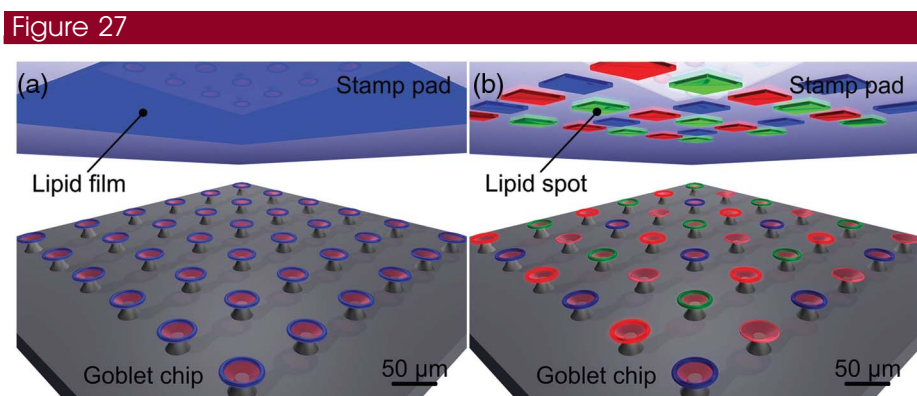 Figure 27
(a)
Stamp pad
Lipid film
Goblet chip
50 µm
(b)
Stamp pad
Lipid spot
Goblet chip
50 µm